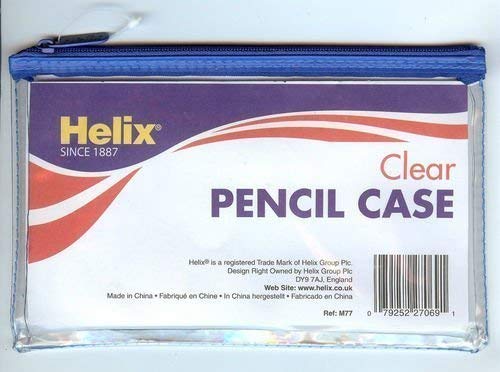 Helix®
SINCE 1887
Clear
PENCIL CASE
Helix® is a registered Trade Mark of Helix Group Plc.
Design Right Owned by Helix Group Plc
DY9 7AJ, England
Web Site: www.helix.co.uk
Made in China • Fabriqué en Chine • In China hergestellt • Fabricado en China
Ref: M77
0 79252 27069 1